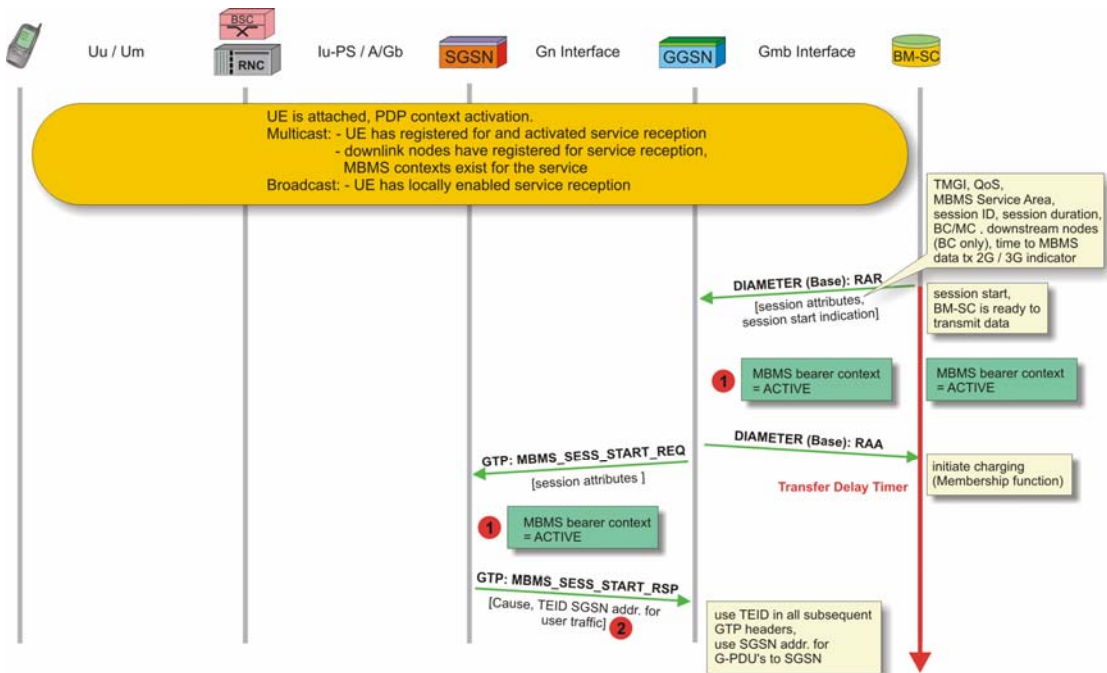 BSC
RNC
Uu / Um
Iu-PS / A/Gb
SGSN
Gn Interface
GGSN
Gmb Interface
BM-SC
UE is attached, PDP context activation.
Multicast: - UE has registered for and activated service reception
- downlink nodes have registered for service reception,
MBMS contexts exist for the service
Broadcast: - UE has locally enabled service reception
TMGI, QoS,
MBMS Service Area,
session ID, session duration,
BC/MC , downstream nodes
(BC only), time to MBMS
data tx 2G / 3G indicator
DIAMETER (Base): RAR
[session attributes,
session start indication]
session start,
BM-SC is ready to
transmit data
1
MBMS bearer context
= ACTIVE
MBMS bearer context
= ACTIVE
DIAMETER (Base): RAA
GTP: MBMS_SESS_START_REQ
[session attributes ]
Transfer Delay Timer
initiate charging
(Membership function)
1
MBMS bearer context
= ACTIVE
GTP: MBMS_SESS_START_RSP
[Cause, TEID SGSN addr. for
user traffic]
2
use TEID in all subsequent
GTP headers,
use SGSN addr. for
G-PDU's to SGSN